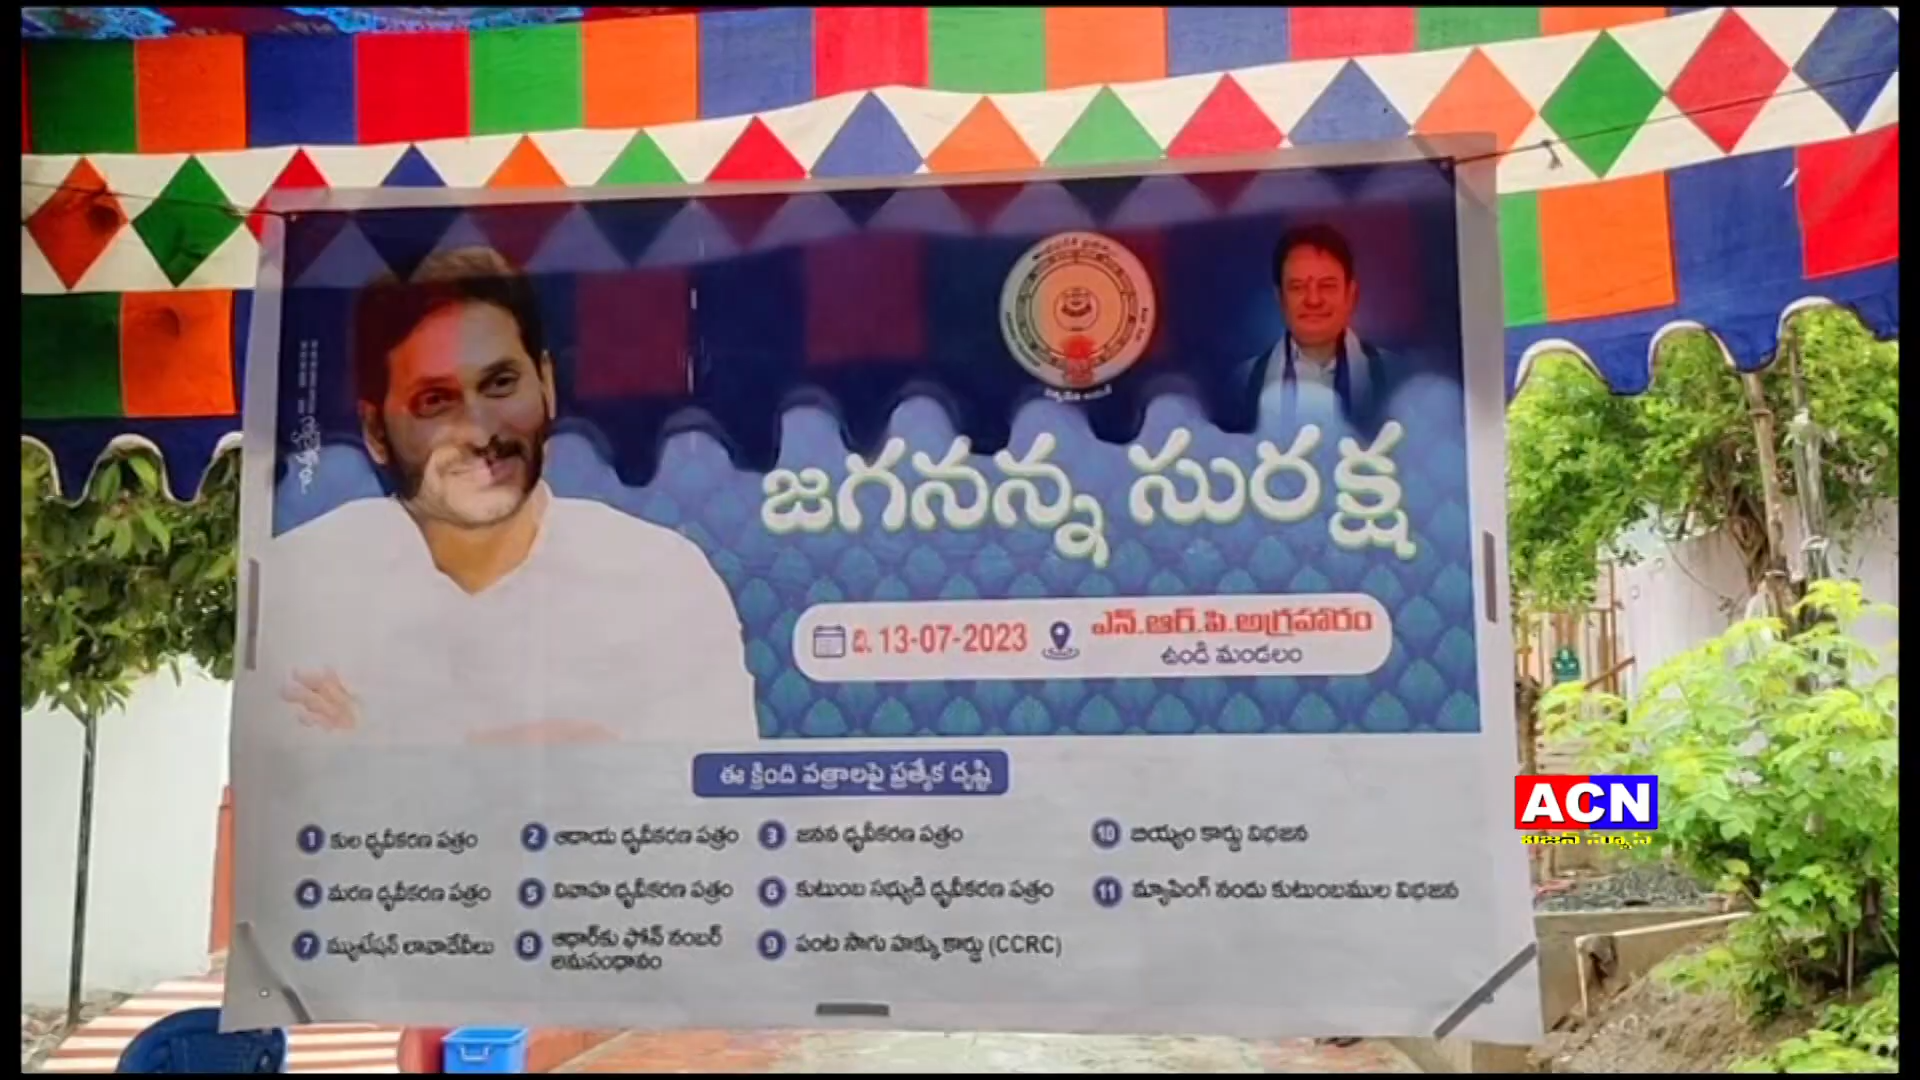 జగనన్న సురక్ష
ది. 13-07-2023
ఎన్.ఆర్.పి.అగ్రహారం
ఉండి మండలం
ఈ క్రింది పత్రాలపై ప్రత్యేక దృష్టి
1 కుల ధృవీకరణ పత్రం
2 ఆదాయ ధృవీకరణ పత్రం
3 జనన ధృవీకరణ పత్రం
10 బియ్యం కార్డు విభజన
4 మరణ ధృవీకరణ పత్రం
5 వివాహ ధృవీకరణ పత్రం
6 కుటుంబ సభ్యుడి ధృవీకరణ పత్రం
11 మ్యాపింగ్ నందు కుటుంబముల విభజన
7 మ్యుటేషన్ లావాదేవీలు
8 ఆధార్‌కు ఫోన్ నంబర్
అనుసంధానం
9 పంట సాగు హక్కు కార్డు (CCRC)
ACN